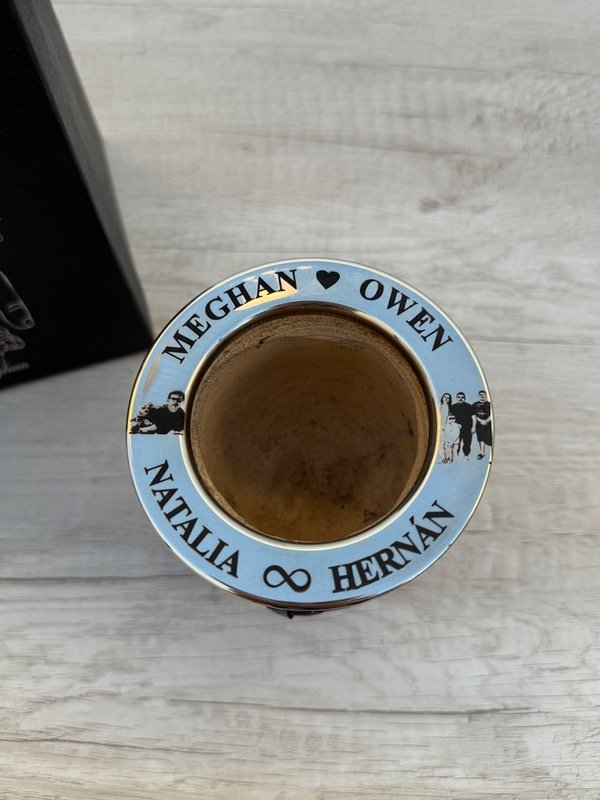 MEGHAN ♥ OWEN
NATALIA ∞ HERNÁN